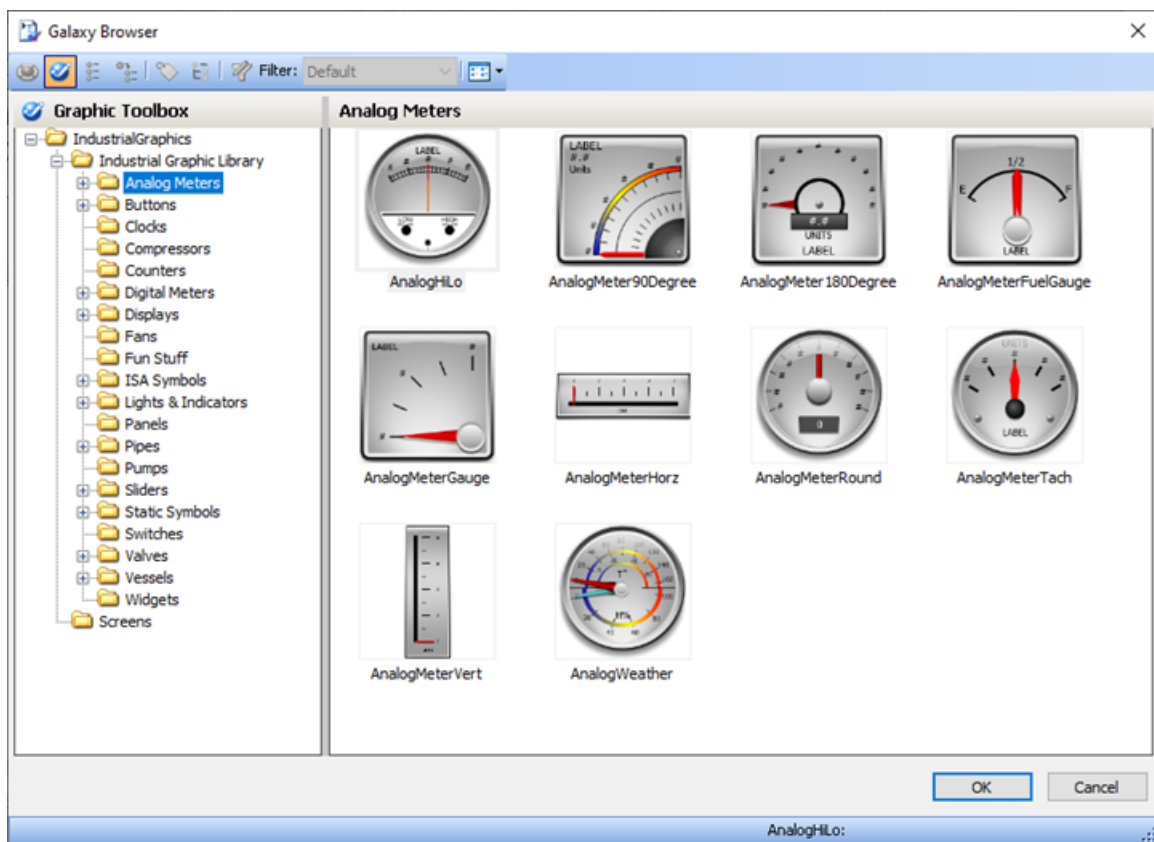 Galaxy Browser
Filter: Default
Graphic Toolbox
IndustrialGraphics
Industrial Graphic Library
Analog Meters
Buttons
Clocks
Compressors
Counters
Digital Meters
Displays
Fans
Fun Stuff
ISA Symbols
Lights & Indicators
Panels
Pipes
Pumps
Sliders
Static Symbols
Switches
Valves
Vessels
Widgets
Screens
Analog Meters
LABEL
LOW HIGH
AnalogHiLo
LABEL
#.#
Units
AnalogMeter90Degree
#.#
UNITS
LABEL
AnalogMeter180Degree
1/2
E F
LABEL
AnalogMeterFuelGauge
LABEL
AnalogMeterGauge
AnalogMeterHorz
0
AnalogMeterRound
UNITS
LABEL
AnalogMeterTach
AnalogMeterVert
T°
H%
AnalogWeather
OK Cancel
AnalogHiLo: